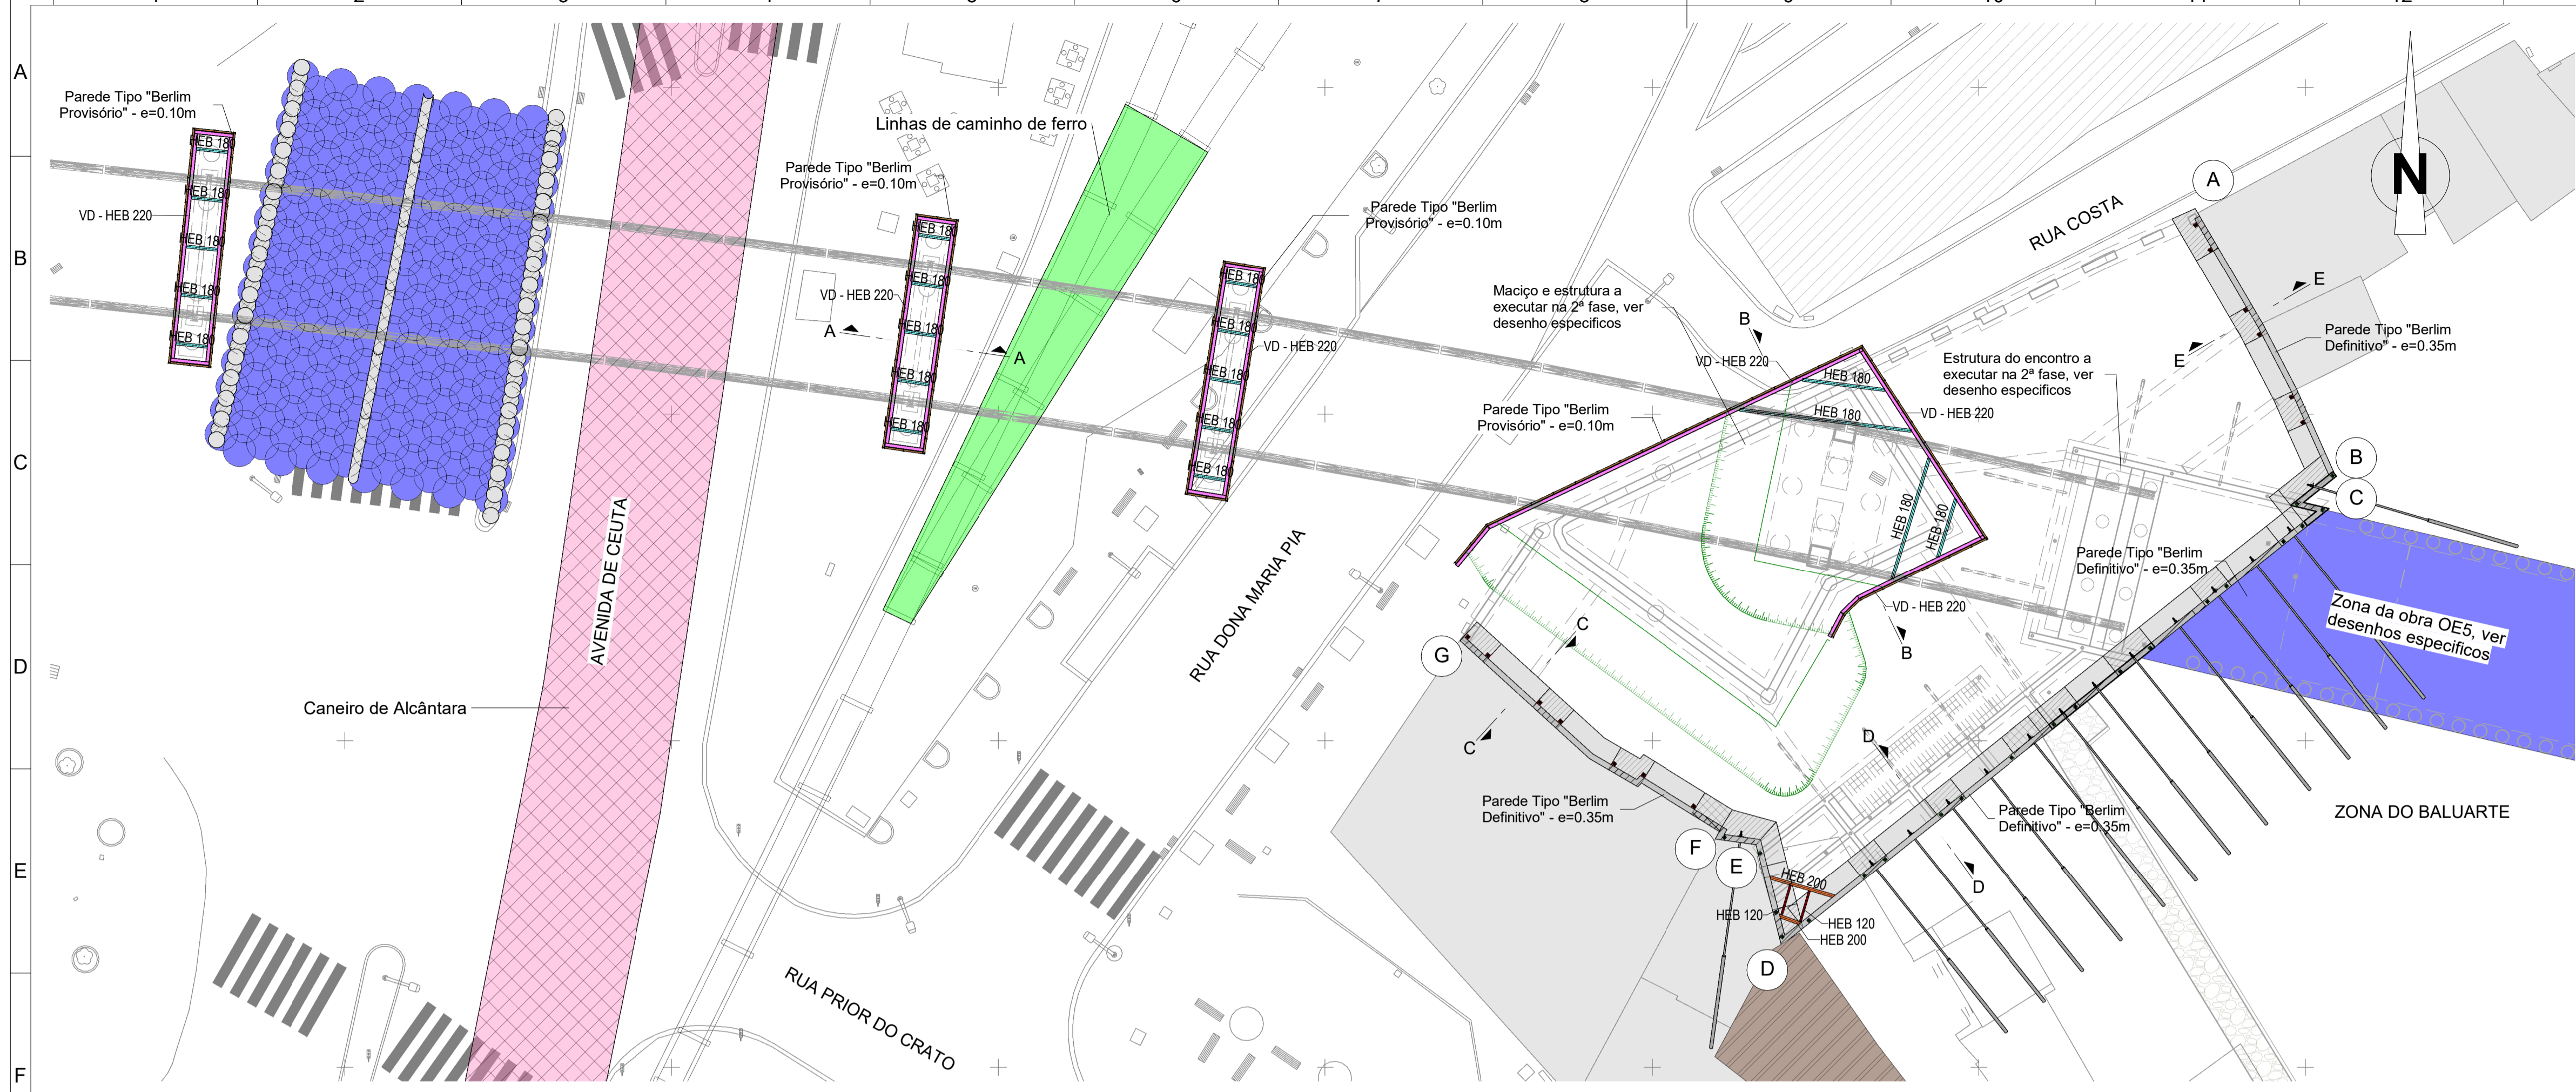 A
B
C
D
E
F
Parede Tipo "Berlim
Provisório" - e=0.10m
HEB 180
HEB 180
VD - HEB 220
HEB 180
HEB 180
HEB 180
AVENIDA DE CEUTA
Caneiro de Alcântara
Linhas de caminho de ferro
Parede Tipo "Berlim
Provisório" - e=0.10m
HEB 180
HEB 180
VD - HEB 220
HEB 180
HEB 180
HEB 180
A
A
Parede Tipo "Berlim
Provisório" - e=0.10m
HEB 180
HEB 180
VD - HEB 220
HEB 180
HEB 180
HEB 180
RUA DONA MARIA PIA
RUA PRIOR DO CRATO
Maciço e estrutura a
executar na 2ª fase, ver
desenho especificos
B
VD - HEB 220
HEB 180
HEB 180
VD - HEB 220
Parede Tipo "Berlim
Provisório" - e=0.10m
HEB 180
HEB 180
VD - HEB 220
B
Estrutura do encontro a
executar na 2ª fase, ver
desenho especificos
RUA COSTA
A
N
E
E
Parede Tipo "Berlim
Definitivo" - e=0.35m
B
C
Parede Tipo "Berlim
Definitivo" - e=0.35m
Zona da obra OE5, ver
desenhos especificos
C
G
C
D
Parede Tipo "Berlim
Definitivo" - e=0.35m
Parede Tipo "Berlim
Definitivo" - e=0.35m
ZONA DO BALUARTE
F
E
HEB 200
D
HEB 120
HEB 120
HEB 200
D